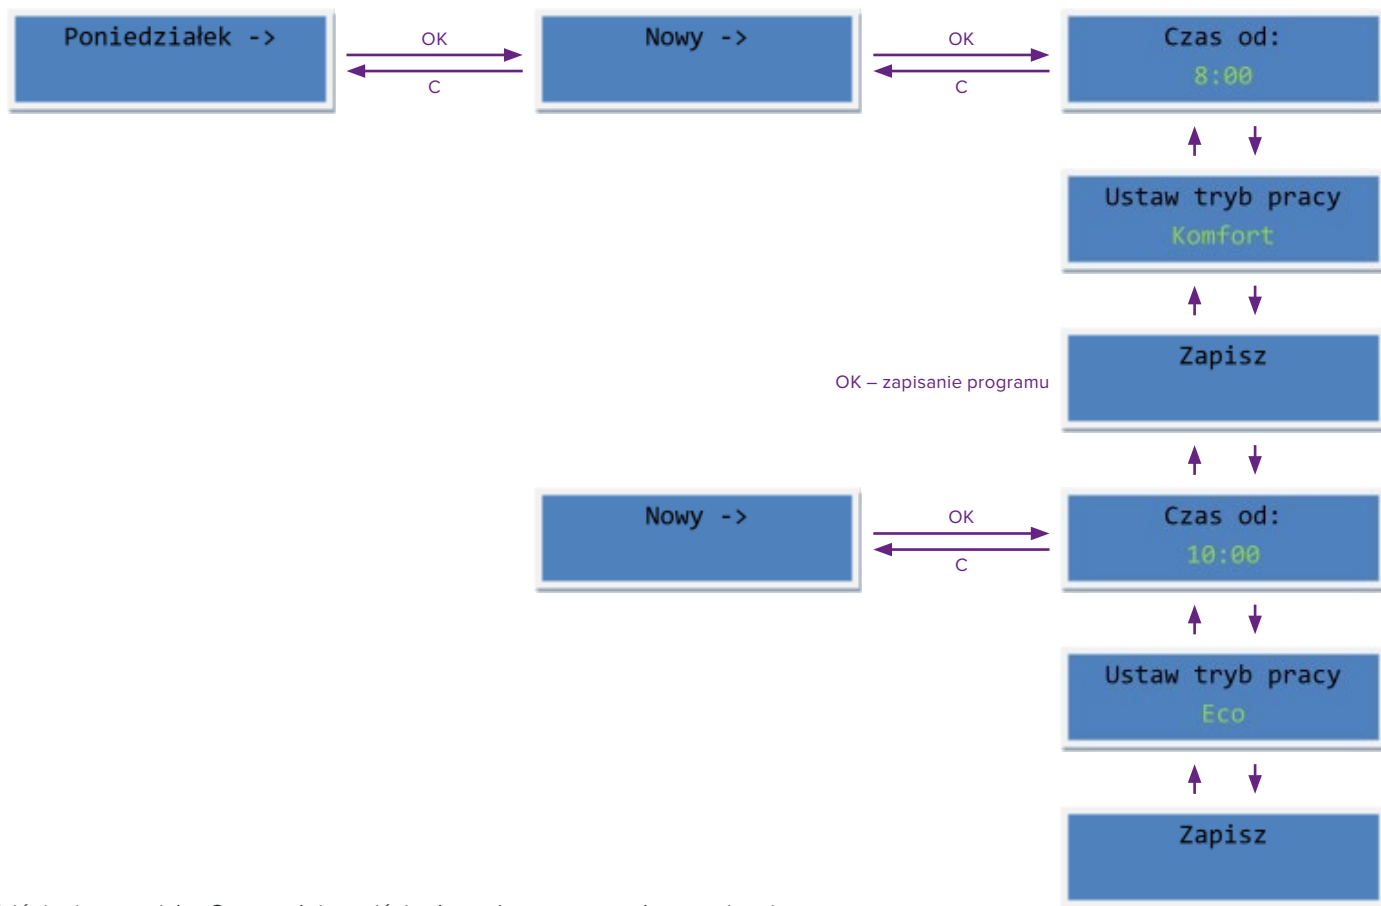 Poniedziałek ->
OK
C
Nowy ->
OK
C
Czas od:
8:00
Ustaw tryb pracy
Komfort
OK – zapisanie programu
Zapisz
Nowy ->
OK
C
Czas od:
10:00
Ustaw tryb pracy
Eco
Zapisz